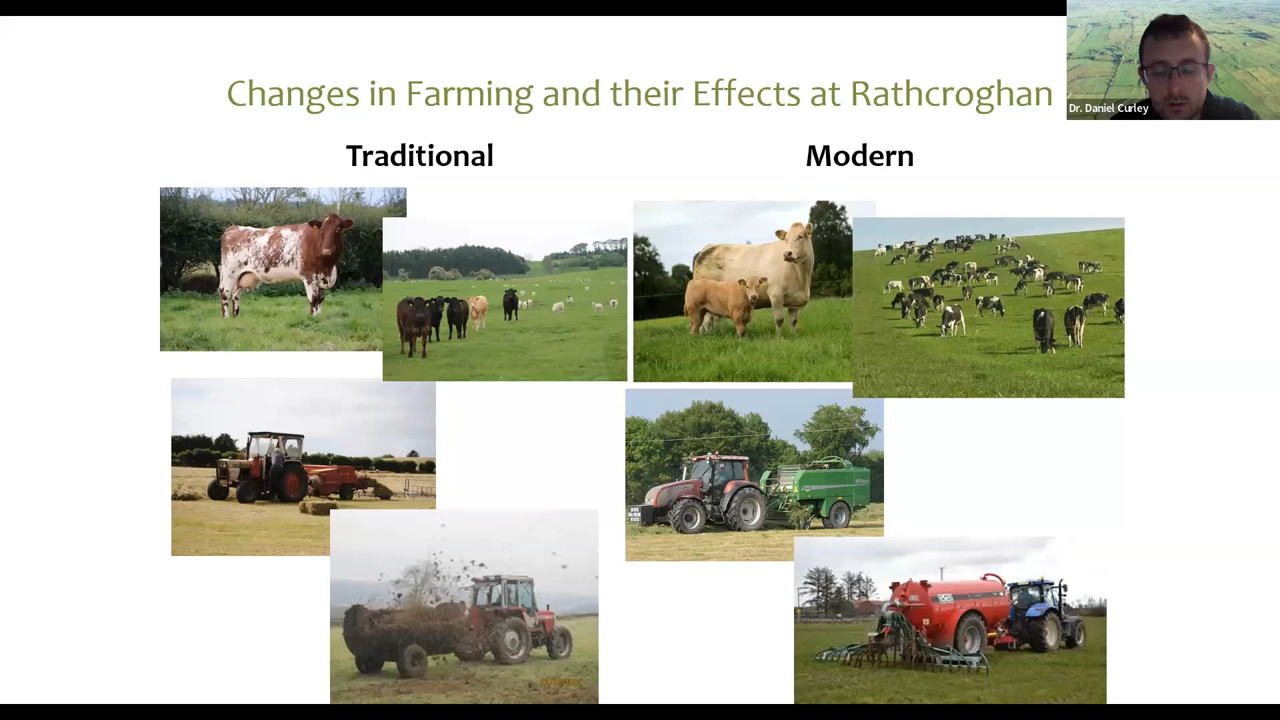 Changes in Farming and their Effects at Rathcroghan
Dr. Daniel Curley
Traditional
Modern